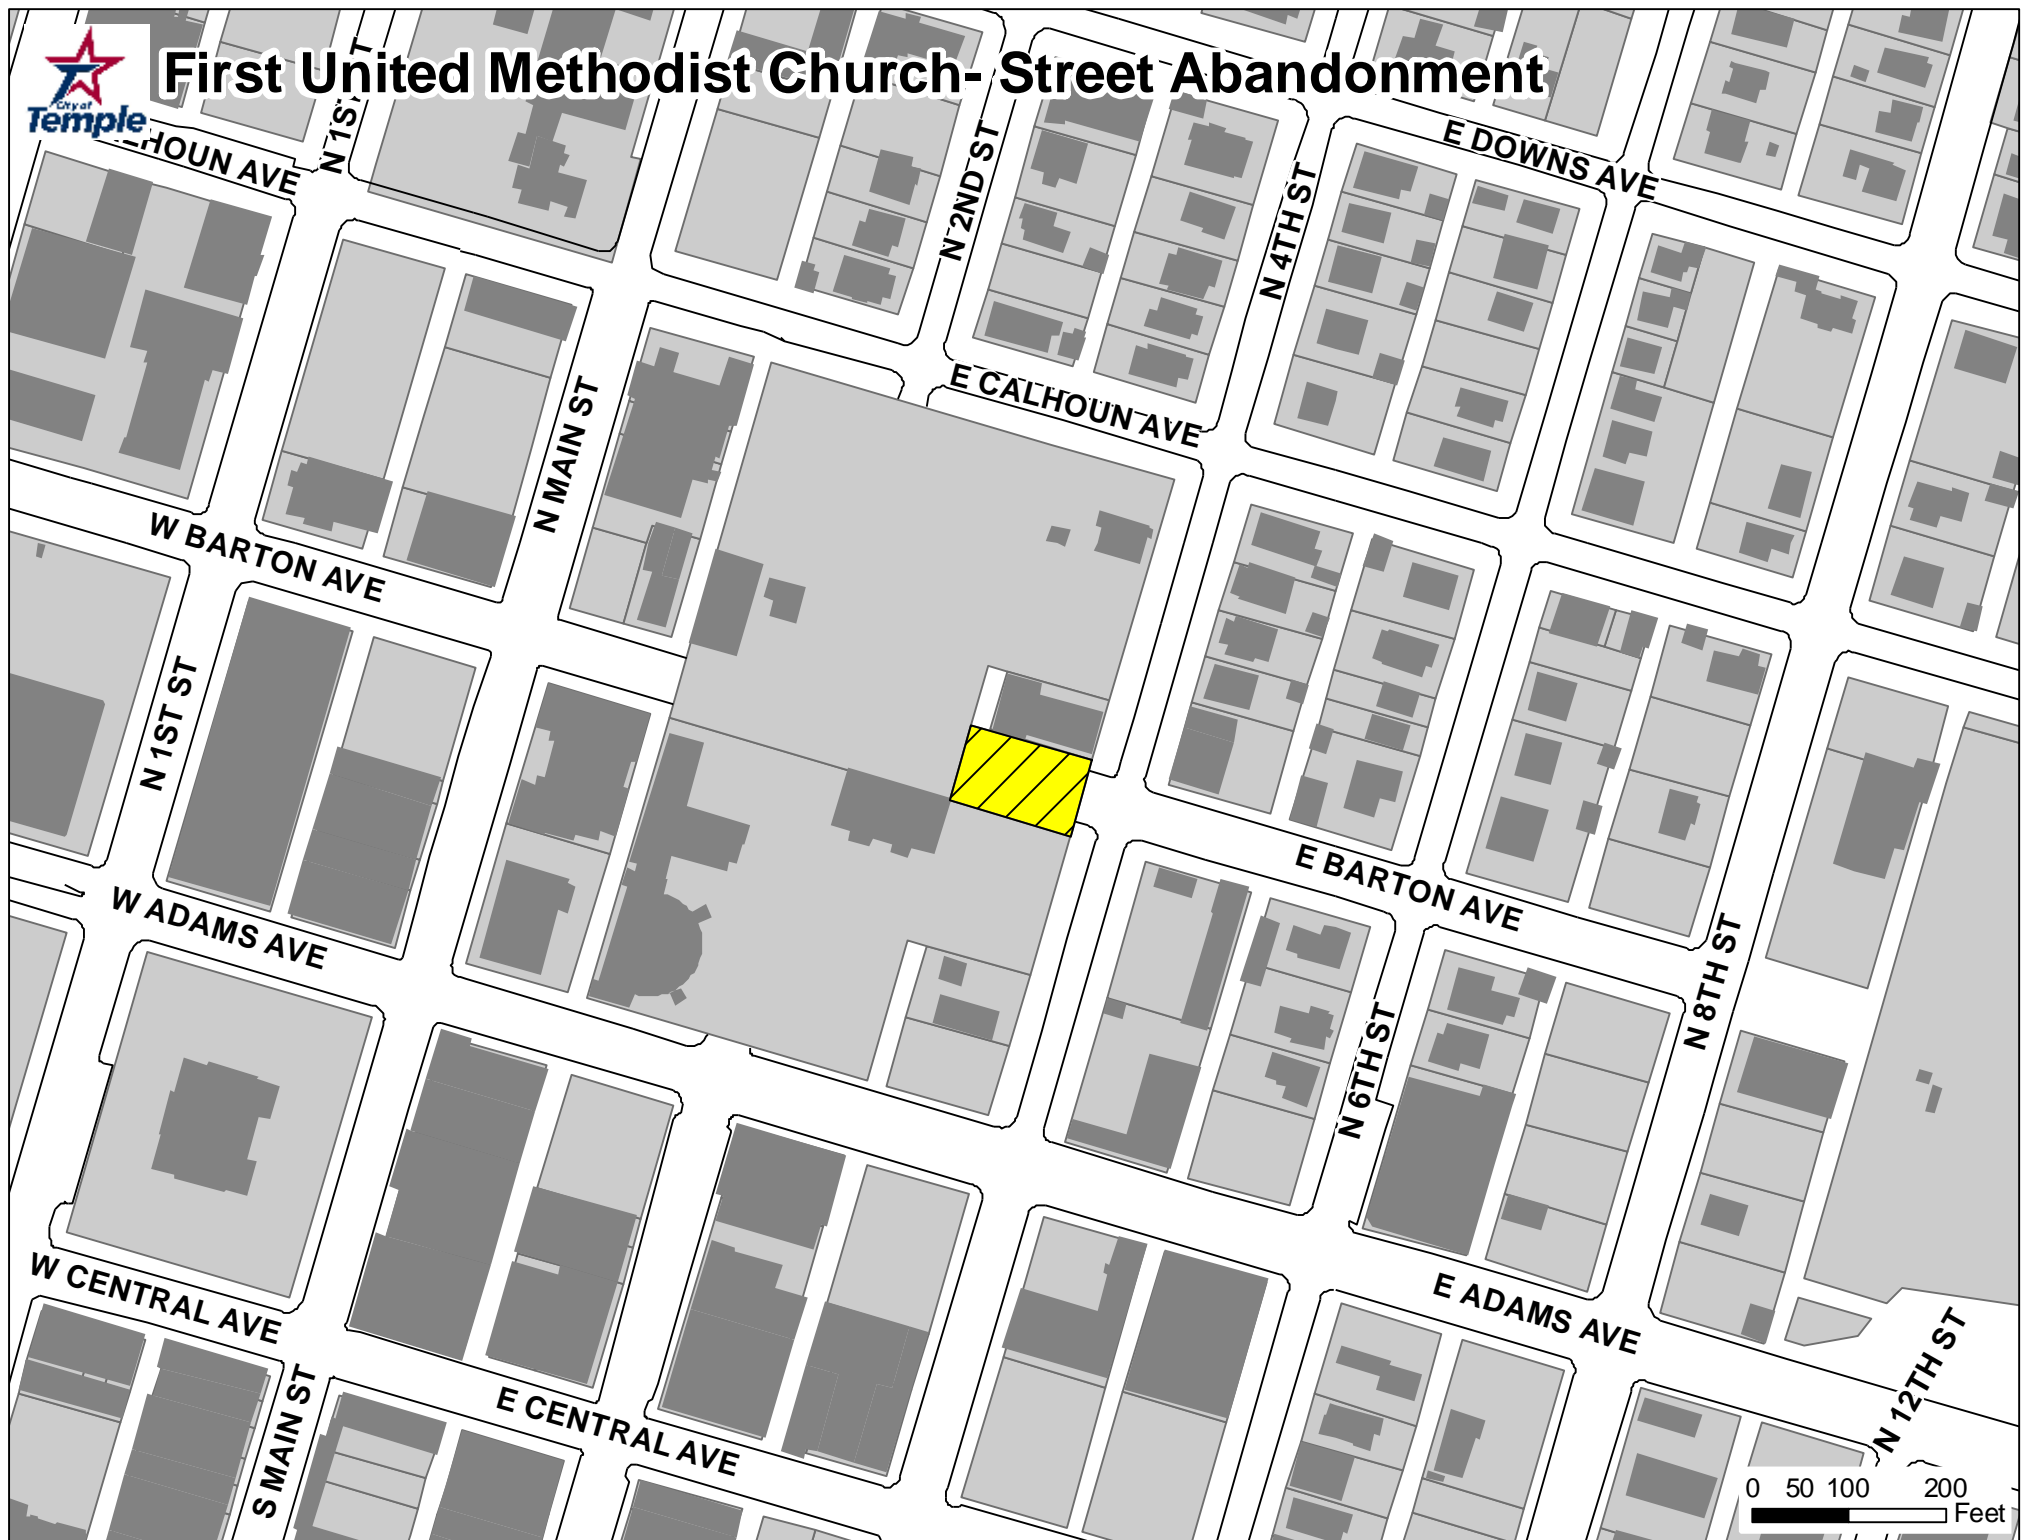 First United Methodist Church- Street Abandonment
City of
Temple
N 1ST ST
E DOWNS AVE
N 2ND ST
N 4TH ST
E CALHOUN AVE
N MAIN ST
W BARTON AVE
N 1ST ST
E BARTON AVE
W ADAMS AVE
N 8TH ST
N 6TH ST
W CENTRAL AVE
E ADAMS AVE
N 12TH ST
S MAIN ST
E CENTRAL AVE
0 50 100 200
Feet